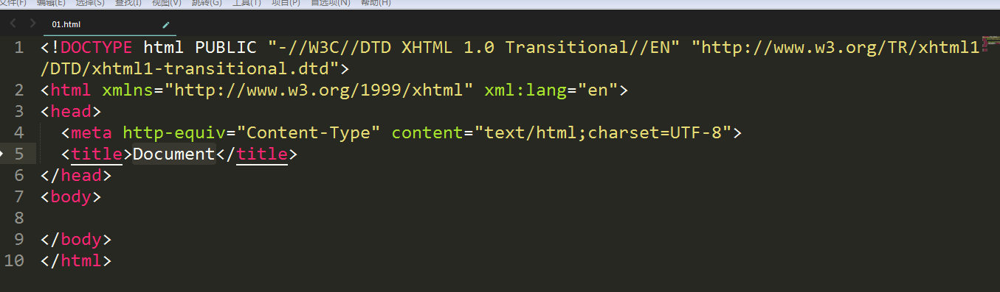 文件(F) 编辑(E) 选择(S) 查找(I) 视图(V) 跳转(G) 工具(T) 项目(P) 首选项(N) 帮助(H)
01.html
1 <!DOCTYPE html PUBLIC "-//W3C//DTD XHTML 1.0 Transitional//EN" "http://www.w3.org/TR/xhtml1
/DTD/xhtml1-transitional.dtd">
2 <html xmlns="http://www.w3.org/1999/xhtml" xml:lang="en">
3 <head>
4 <meta http-equiv="Content-Type" content="text/html;charset=UTF-8">
5 <title>Document</title>
6 </head>
7 <body>
8
9 </body>
10 </html>